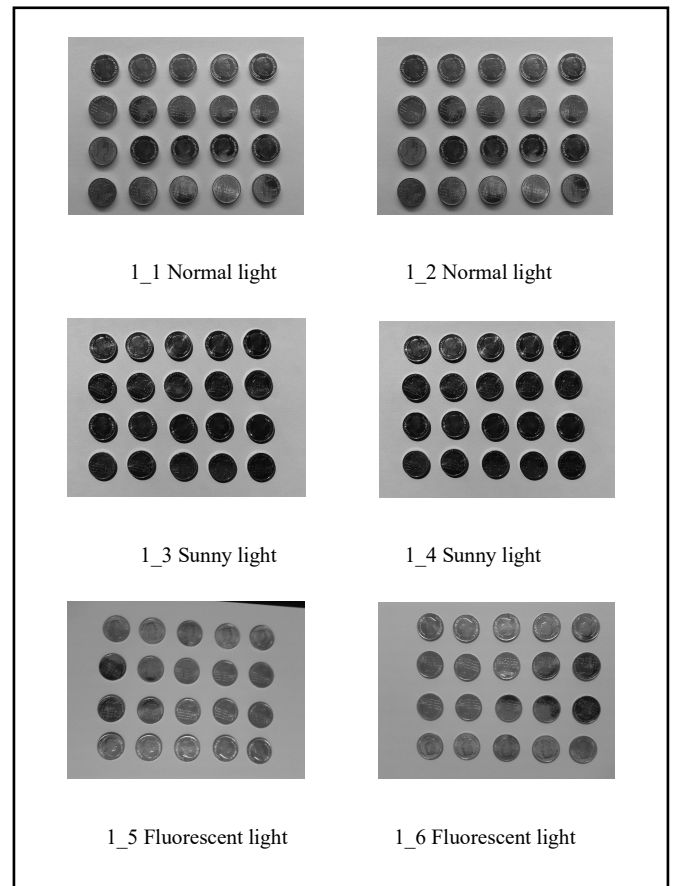 1_1 Normal light
1_2 Normal light
1_3 Sunny light
1_4 Sunny light
1_5 Fluorescent light
1_6 Fluorescent light